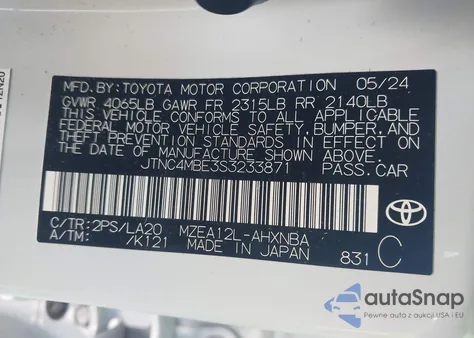 MFD.BY:TOYOTA MOTOR CORPORATION 05/24
GVWR 4065LB GAWR FR 2315LB RR 2140LB
THIS VEHICLE CONFORMS TO ALL APPLICABLE
FEDERAL MOTOR VEHICLE SAFETY, BUMPER, AND
THEFT PREVENTION STANDARDS IN EFFECT ON
THE DATE OF MANUFACTURE SHOWN ABOVE.
JTNC4MBE3S3233871 PASS.CAR
C/TR:2PS/LA20 MZEA12L-AHXNBA
A/TM: /K121 MADE IN JAPAN 831 C
TOYOTA
autoSnap
Pewne auta z aukcji USA i EU